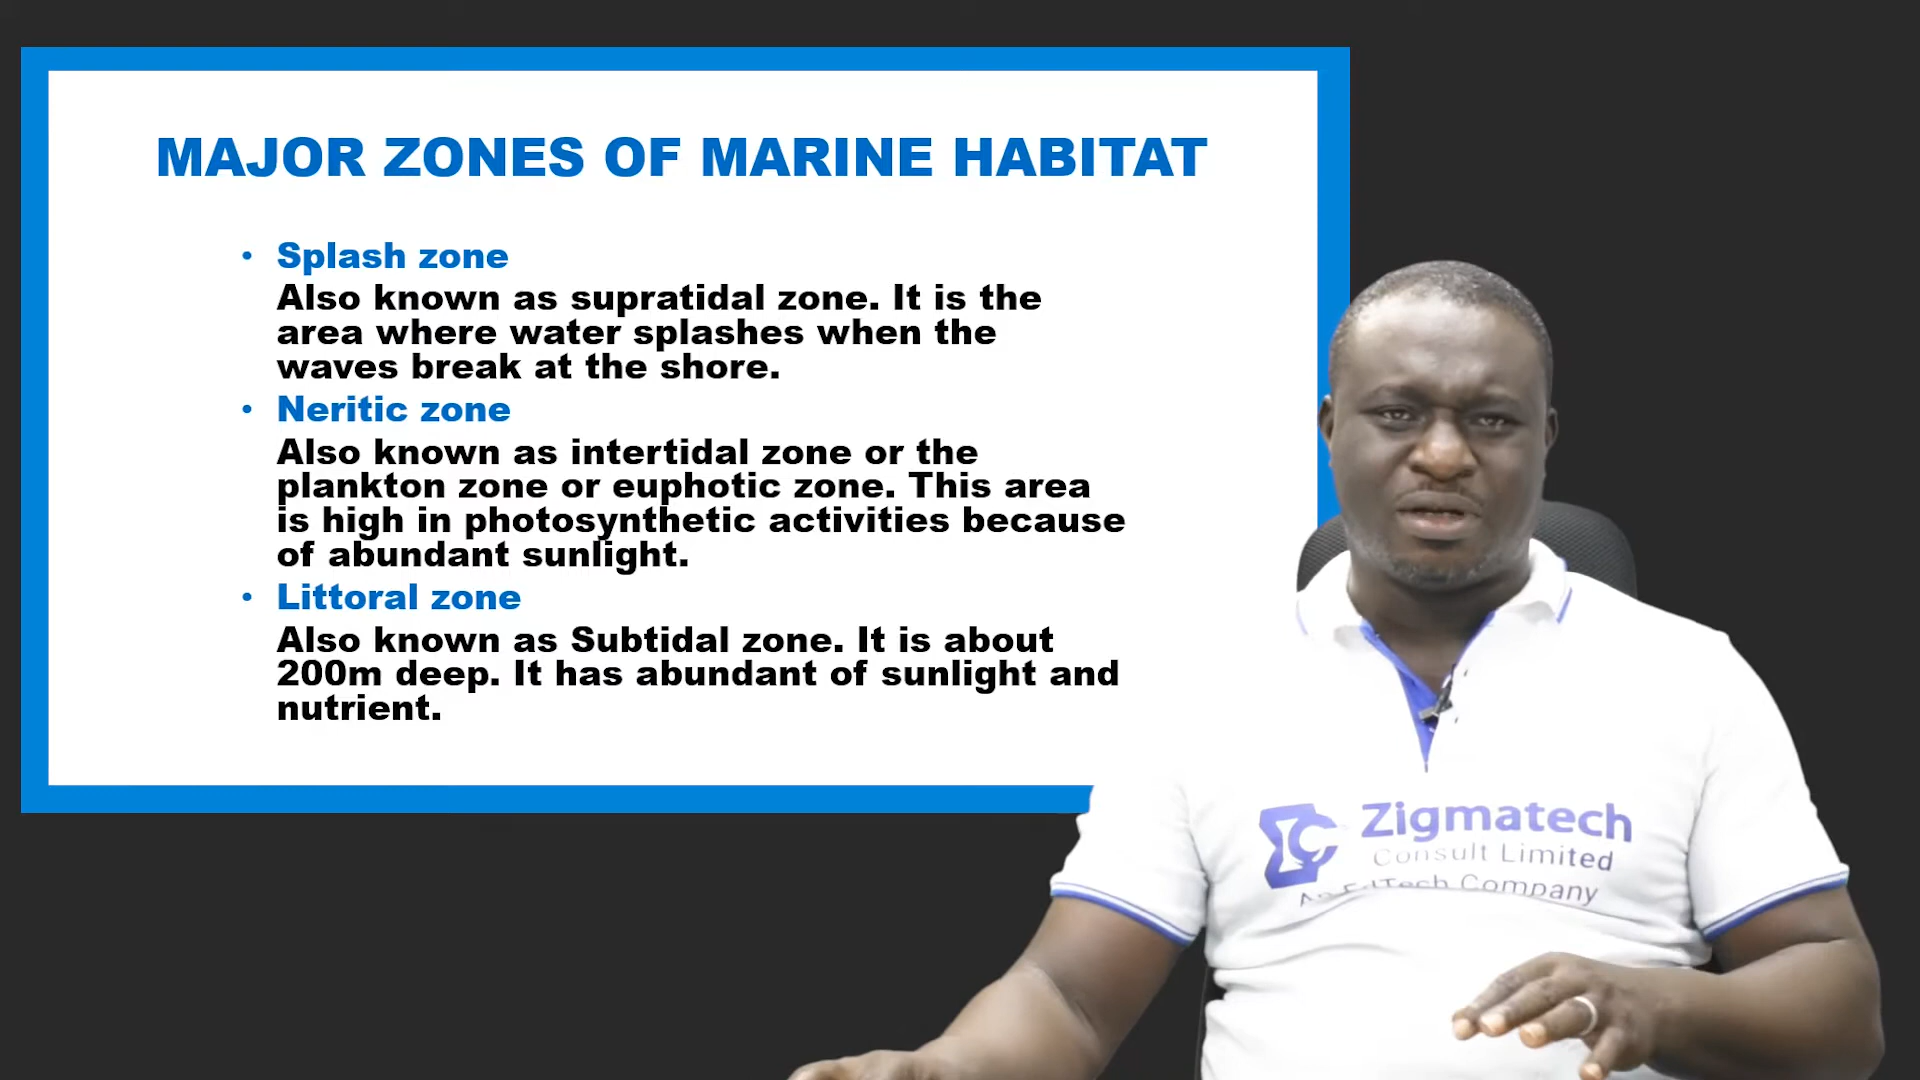 MAJOR ZONES OF MARINE HABITAT
• Splash zone
Also known as supratidal zone. It is the
area where water splashes when the
waves break at the shore.
• Neritic zone
Also known as intertidal zone or the
plankton zone or euphotic zone. This area
is high in photosynthetic activities because
of abundant sunlight.
• Littoral zone
Also known as Subtidal zone. It is about
200m deep. It has abundant of sunlight and
nutrient.
Zigmatech
Consult Limited
An EdTech Company